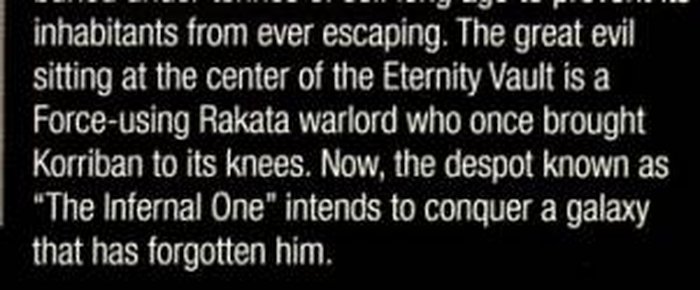 inhabitants from ever escaping. The great evil
sitting at the center of the Eternity Vault is a
Force-using Rakata warlord who once brought
Korriban to its knees. Now, the despot known as
“The Infernal One” intends to conquer a galaxy
that has forgotten him.